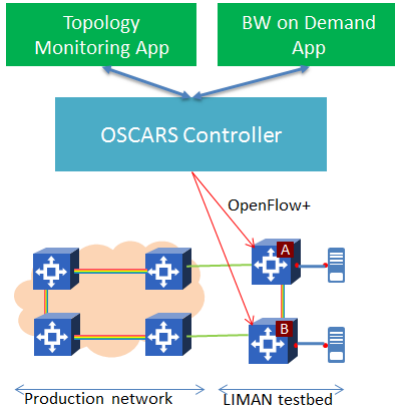 Topology
Monitoring App
BW on Demand
App
OSCARS Controller
OpenFlow+
A
B
Production network
LIMAN testbed